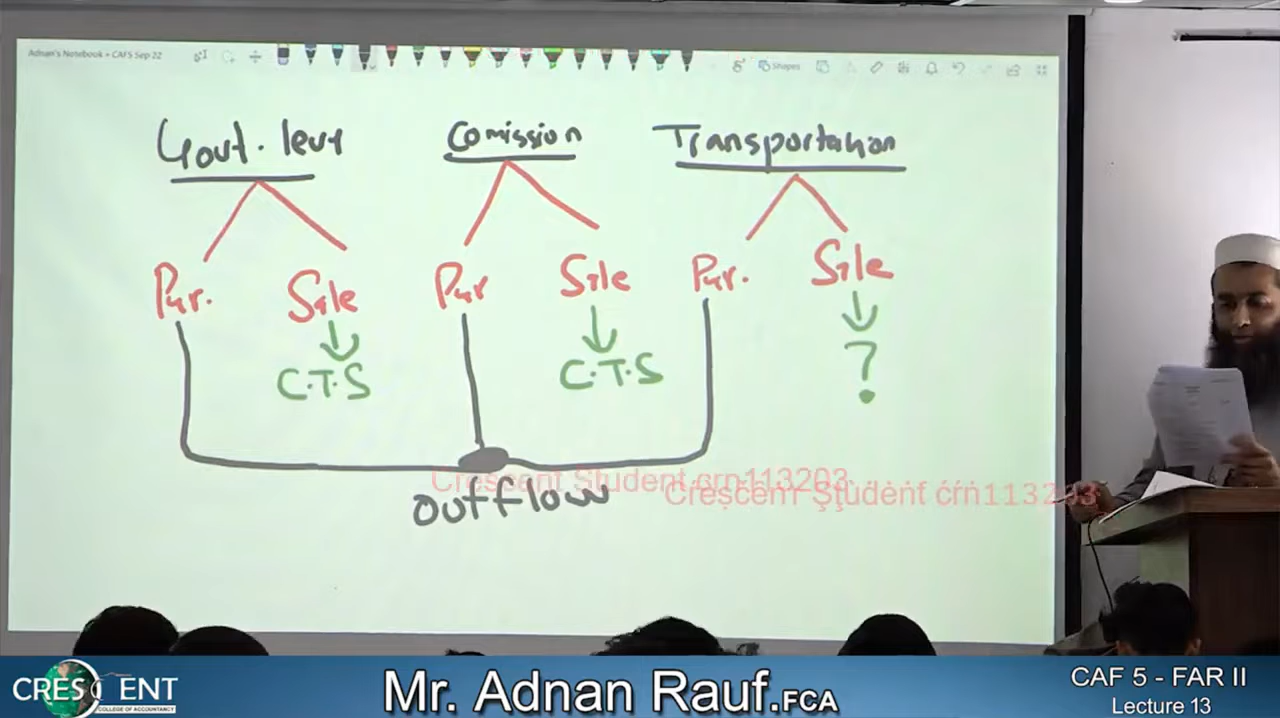 Adnan's Notebook • CAF5 Sep 22
Shapes
Govt. levy
Comission
Transportation
Pur.
Sale
Pur
Sale
Pur.
Sale
C.T.S
C.T.S
?
outflow
Crescent Student crn113203
Crescent Student crn113203
CRESCENT
COLLEGE OF ACCOUNTANCY
Mr. Adnan Rauf.FCA
CAF 5 - FAR II
Lecture 13